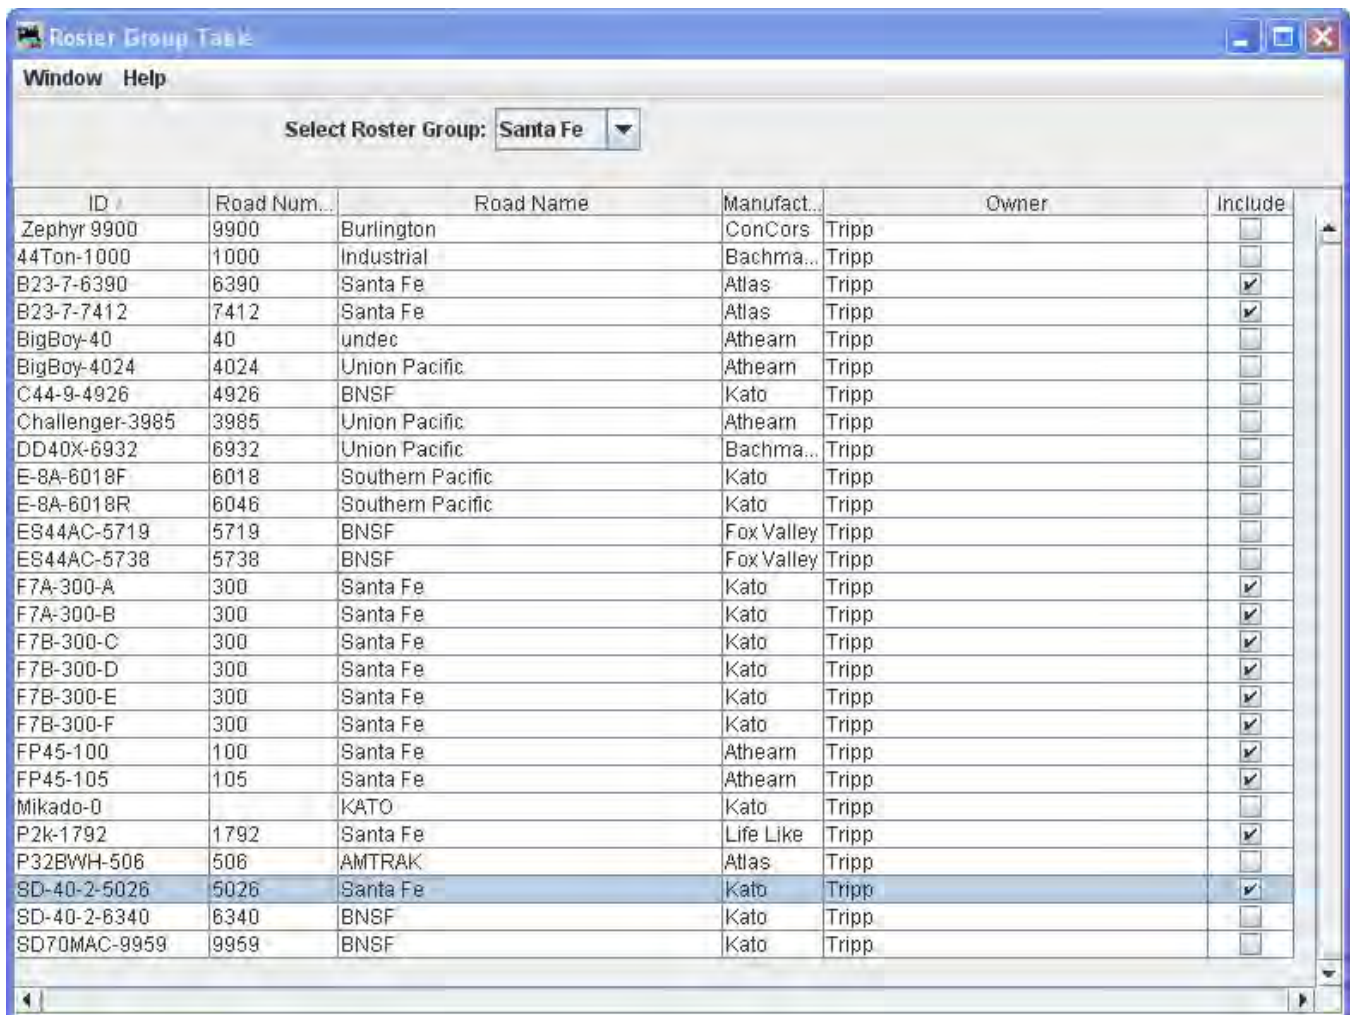 Roster Group Table
Window Help
Select Roster Group: Santa Fe
ID Road Num... Road Name Manufact... Owner Include
Zephyr 9900 9900 Burlington ConCors Tripp
44Ton-1000 1000 Industrial Bachma... Tripp
B23-7-6390 6390 Santa Fe Atlas Tripp
B23-7-7412 7412 Santa Fe Atlas Tripp
BigBoy-40 40 undec Athearn Tripp
BigBoy-4024 4024 Union Pacific Athearn Tripp
C44-9-4926 4926 BNSF Kato Tripp
Challenger-3985 3985 Union Pacific Athearn Tripp
DD40X-6932 6932 Union Pacific Bachma... Tripp
E-8A-6018F 6018 Southern Pacific Kato Tripp
E-8A-6018R 6046 Southern Pacific Kato Tripp
ES44AC-5719 5719 BNSF Fox Valley Tripp
ES44AC-5738 5738 BNSF Fox Valley Tripp
F7A-300-A 300 Santa Fe Kato Tripp
F7A-300-B 300 Santa Fe Kato Tripp
F7B-300-C 300 Santa Fe Kato Tripp
F7B-300-D 300 Santa Fe Kato Tripp
F7B-300-E 300 Santa Fe Kato Tripp
F7B-300-F 300 Santa Fe Kato Tripp
FP45-100 100 Santa Fe Athearn Tripp
FP45-105 105 Santa Fe Athearn Tripp
Mikado-0 KATO Kato Tripp
P2k-1792 1792 Santa Fe Life Like Tripp
P32BWH-506 506 AMTRAK Atlas Tripp
SD-40-2-5026 5026 Santa Fe Kato Tripp
SD-40-2-6340 6340 BNSF Kato Tripp
SD70MAC-9959 9959 BNSF Kato Tripp